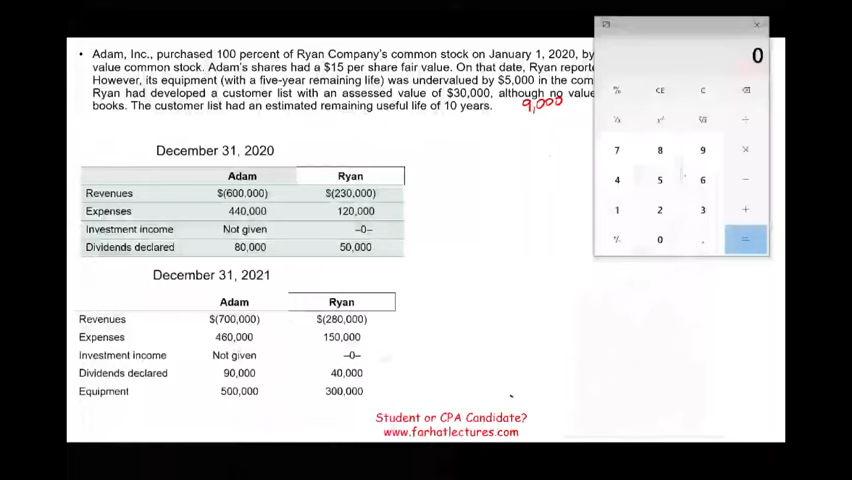 • Adam, Inc., purchased 100 percent of Ryan Company's common stock on January 1, 2020, by
value common stock. Adam's shares had a $15 per share fair value. On that date, Ryan reporte
However, its equipment (with a five-year remaining life) was undervalued by $5,000 in the com
Ryan had developed a customer list with an assessed value of $30,000, although no value
books. The customer list had an estimated remaining useful life of 10 years.
9,000
0
% CE C
7 8 9 ×
4 5 6 −
1 2 3 +
0 . =
December 31, 2020
Adam Ryan
Revenues $(600,000) $(230,000)
Expenses 440,000 120,000
Investment income Not given –0–
Dividends declared 80,000 50,000
December 31, 2021
Adam Ryan
Revenues $(700,000) $(280,000)
Expenses 460,000 150,000
Investment income Not given –0–
Dividends declared 90,000 40,000
Equipment 500,000 300,000
Student or CPA Candidate?
www.farhatlectures.com